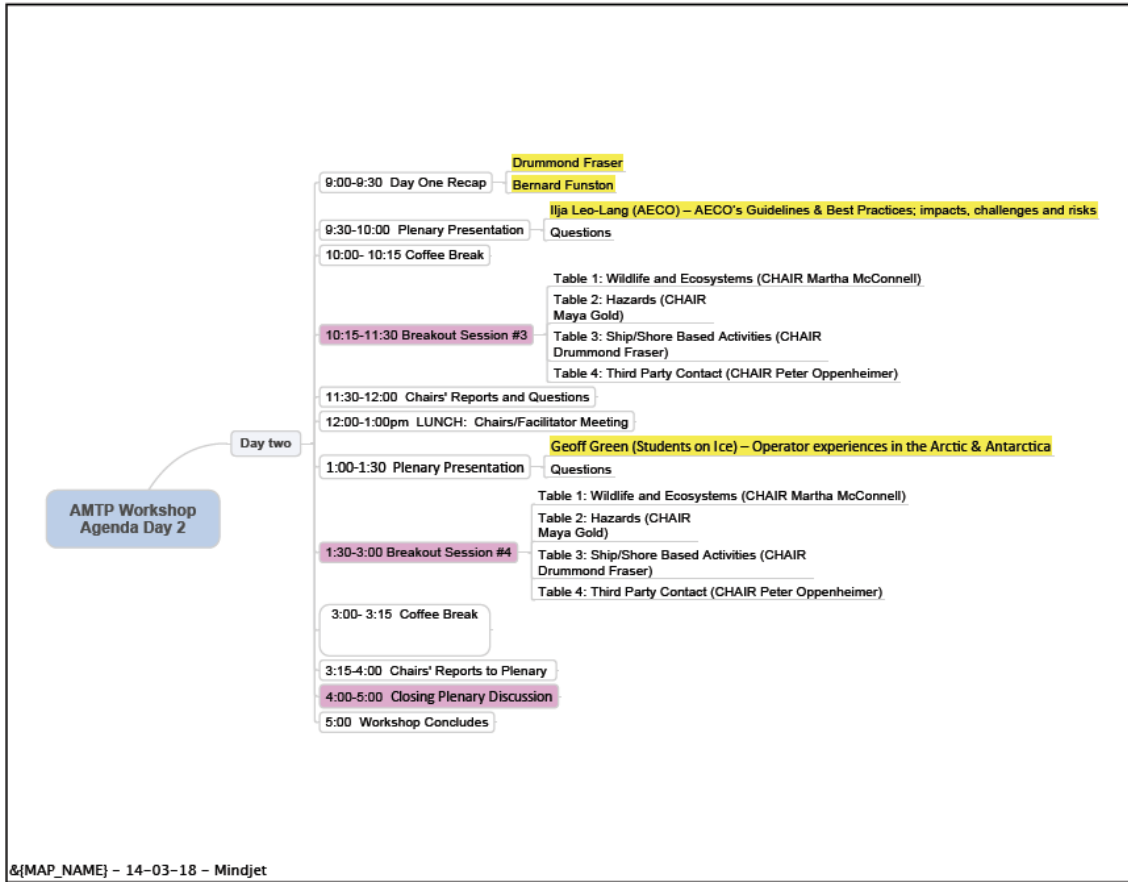 Drummond Fraser
9:00-9:30  Day One Recap
Bernard Funston
Ilja Leo-Lang (AECO) – AECO's Guidelines & Best Practices; impacts, challenges and risks
9:30-10:00  Plenary Presentation
Questions
10:00- 10:15 Coffee Break
Table 1: Wildlife and Ecosystems (CHAIR Martha McConnell)
Table 2: Hazards (CHAIR
Maya Gold)
10:15-11:30 Breakout Session #3
Table 3: Ship/Shore Based Activities (CHAIR
Drummond Fraser)
Table 4: Third Party Contact (CHAIR Peter Oppenheimer)
11:30-12:00  Chairs' Reports and Questions
12:00-1:00pm  LUNCH:  Chairs/Facilitator Meeting
Day two
Geoff Green (Students on Ice) – Operator experiences in the Arctic & Antarctica
1:00-1:30  Plenary Presentation
Questions
AMTP Workshop
Agenda Day 2
Table 1: Wildlife and Ecosystems (CHAIR Martha McConnell)
Table 2: Hazards (CHAIR
Maya Gold)
1:30-3:00 Breakout Session #4
Table 3: Ship/Shore Based Activities (CHAIR
Drummond Fraser)
Table 4: Third Party Contact (CHAIR Peter Oppenheimer)
3:00- 3:15  Coffee Break
3:15-4:00  Chairs' Reports to Plenary
4:00-5:00  Closing Plenary Discussion
5:00  Workshop Concludes
&{MAP_NAME} – 14-03-18 – Mindjet